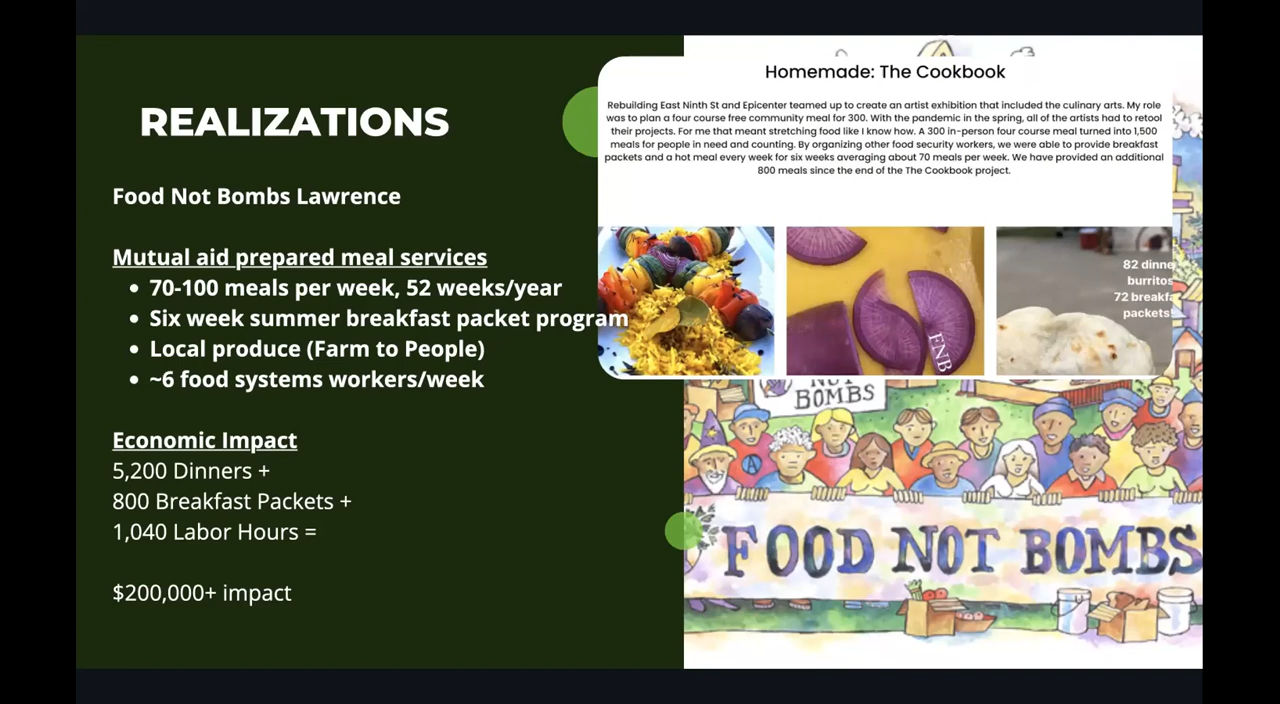 REALIZATIONS
Food Not Bombs Lawrence
Mutual aid prepared meal services
• 70-100 meals per week, 52 weeks/year
• Six week summer breakfast packet program
• Local produce (Farm to People)
• ~6 food systems workers/week
Economic Impact
5,200 Dinners +
800 Breakfast Packets +
1,040 Labor Hours =
$200,000+ impact
Homemade: The Cookbook
Rebuilding East Ninth St and Epicenter teamed up to create an artist exhibition that included the culinary arts. My role
was to plan a four course free community meal for 300. With the pandemic in the spring, all of the artists had to retool
their projects. For me that meant stretching food like I know how. A 300 in-person four course meal turned into 1,500
meals for people in need and counting. By organizing other food security workers, we were able to provide breakfast
packets and a hot meal every week for six weeks averaging about 70 meals per week. We have provided an additional
800 meals since the end of the The Cookbook project.
FNB
82 dinne
burritos
72 breakfa
packets!
NOT
BOMBS
A
FOOD NOT BOMBS